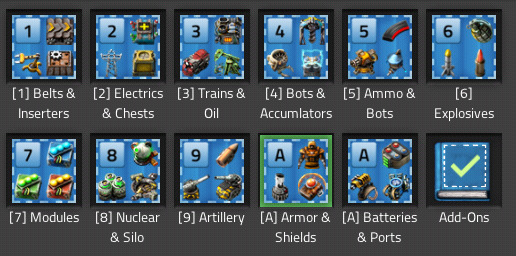 1
2
3
4
5
6
[1] Belts &
Inserters
[2] Electrics
& Chests
[3] Trains &
Oil
[4] Bots &
Accumlators
[5] Ammo &
Bots
[6]
Explosives
7
8
9
A
A
[7] Modules
[8] Nuclear
& Silo
[9] Artillery
[A] Armor &
Shields
[A] Batteries
& Ports
Add-Ons